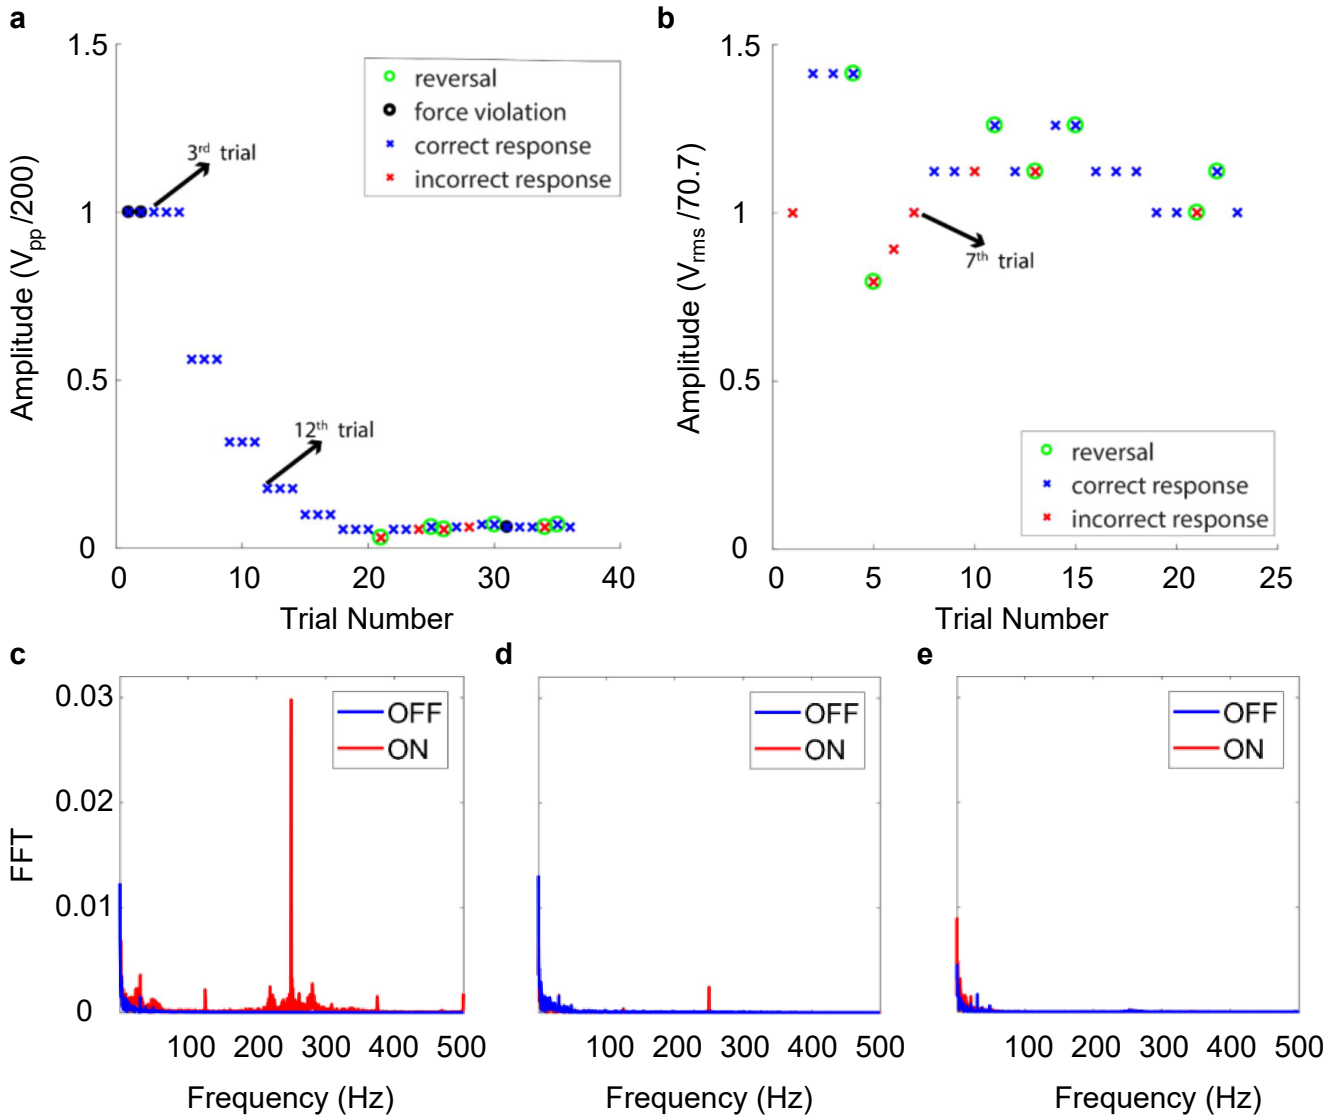 a
1.5
1
0.5
0
Amplitude (Vpp /200)
reversal
force violation
correct response
incorrect response
3rd trial
12th trial
0 10 20 30 40
Trial Number
b
1.5
1
0.5
0
Amplitude (Vrms /70.7)
7th trial
reversal
correct response
incorrect response
0 5 10 15 20 25
Trial Number
c
0.03
0.02
0.01
0
FFT
OFF
ON
100 200 300 400 500
Frequency (Hz)
d
OFF
ON
100 200 300 400 500
Frequency (Hz)
e
OFF
ON
100 200 300 400 500
Frequency (Hz)